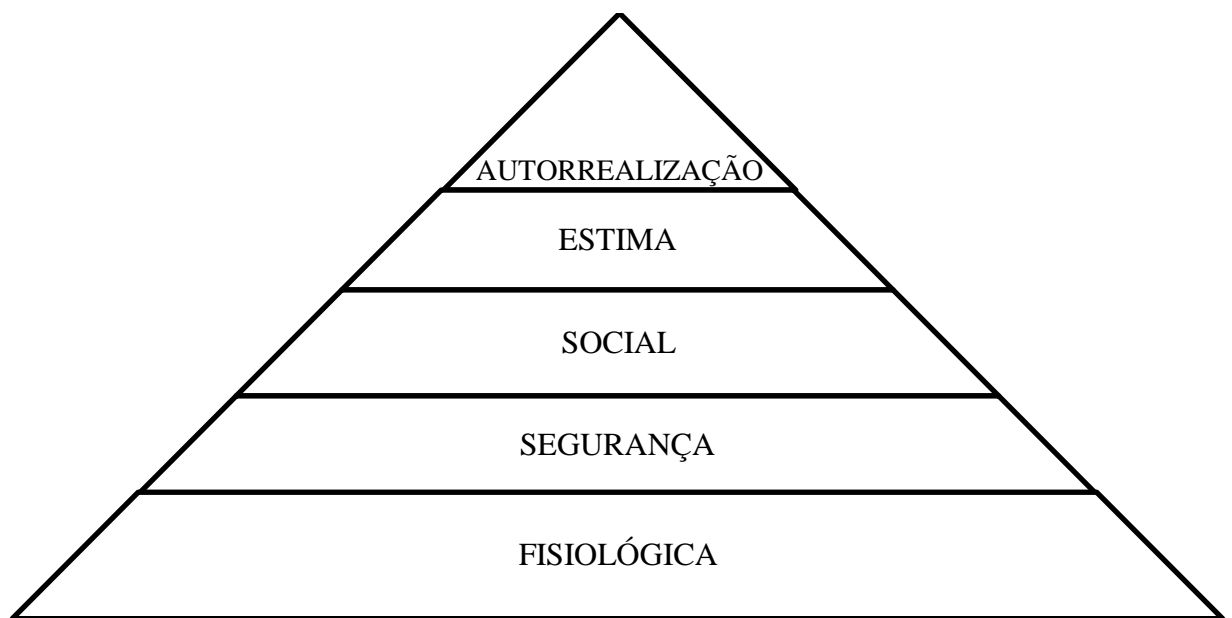 AUTORREALIZAÇÃO
ESTIMA
SOCIAL
SEGURANÇA
FISIOLÓGICA